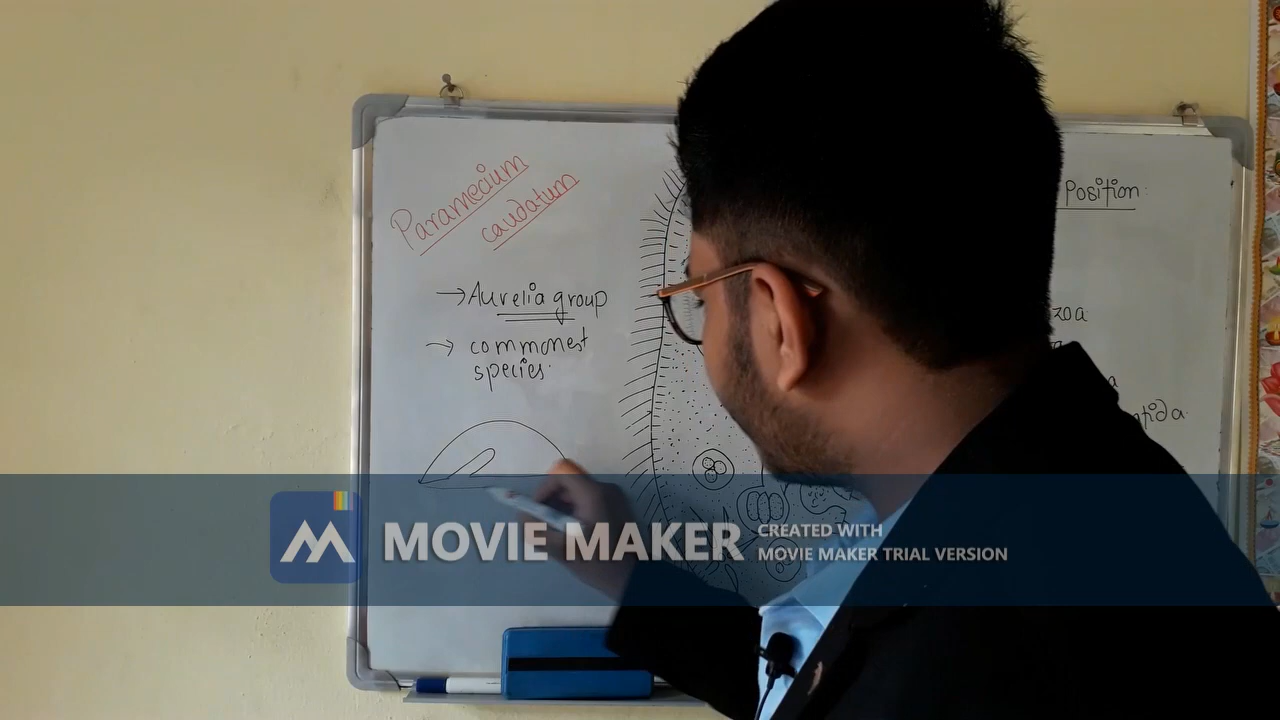 Paramecium
caudatum
→ Aurelia group
→ commonest
species.
Position:
zoa
MOVIE MAKER
CREATED WITH
MOVIE MAKER TRIAL VERSION